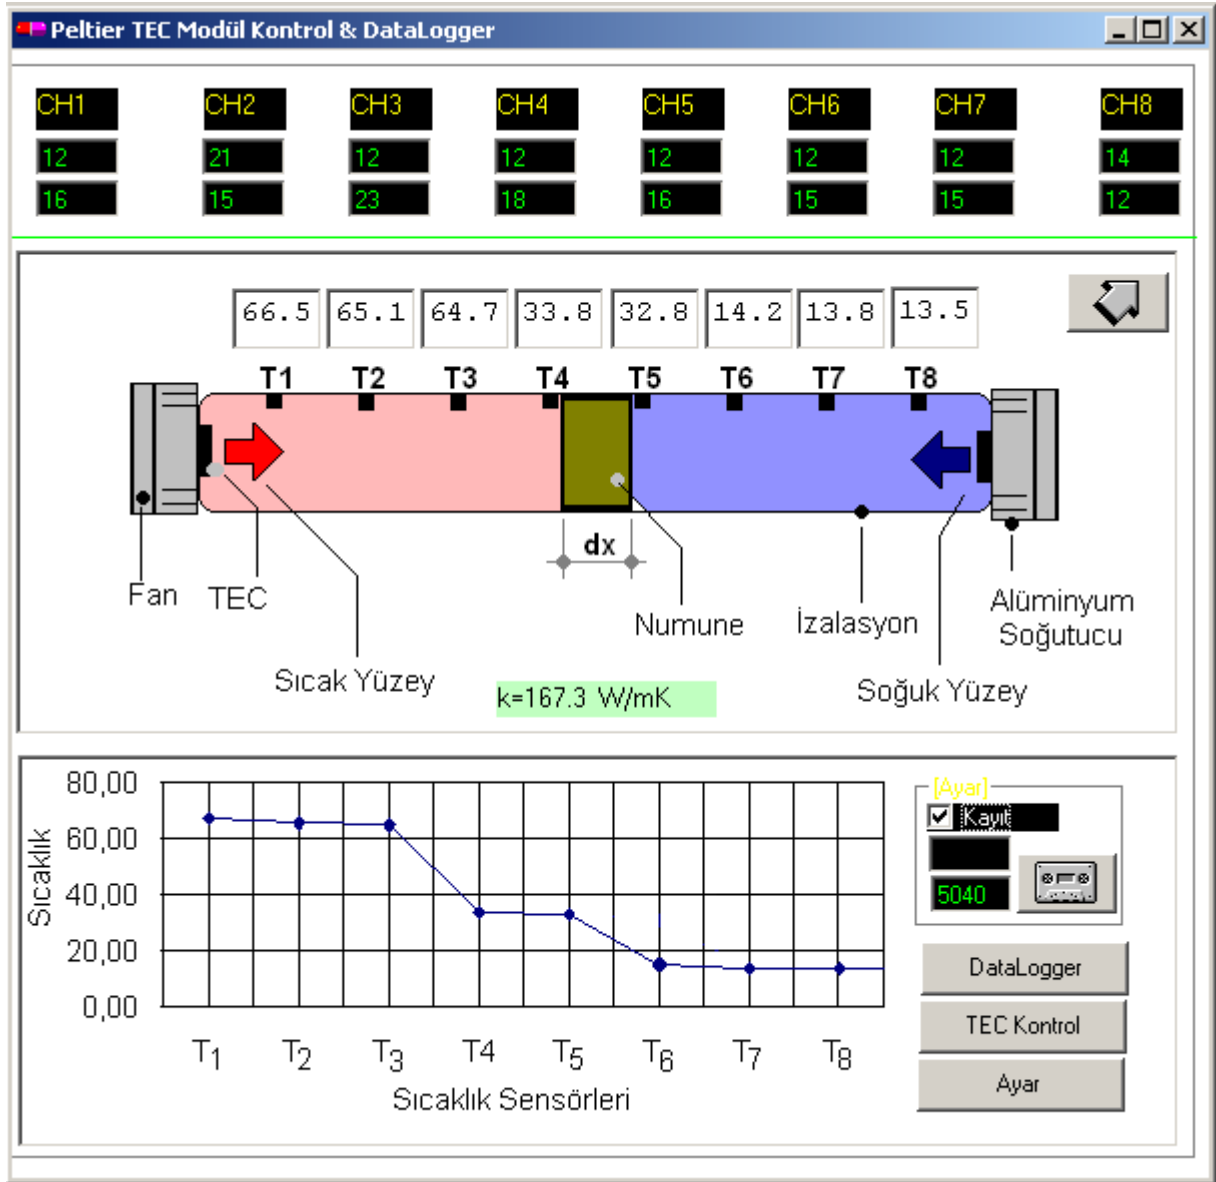 Peltier TEC Modül Kontrol & DataLogger
CH1 CH2 CH3 CH4 CH5 CH6 CH7 CH8
12 21 12 12 12 12 12 14
16 15 23 18 16 15 15 12
66.5 65.1 64.7 33.8 32.8 14.2 13.8 13.5
T1 T2 T3 T4 T5 T6 T7 T8
dx
Fan TEC Numune İzalasyon Alüminyum
Soğutucu
Sıcak Yüzey k=167.3 W/mK Soğuk Yüzey
80,00
60,00
40,00
20,00
0,00
Sıcaklık
T1 T2 T3 T4 T5 T6 T7 T8
Sıcaklık Sensörleri
[Ayar]
Kayıt
5040
DataLogger
TEC Kontrol
Ayar